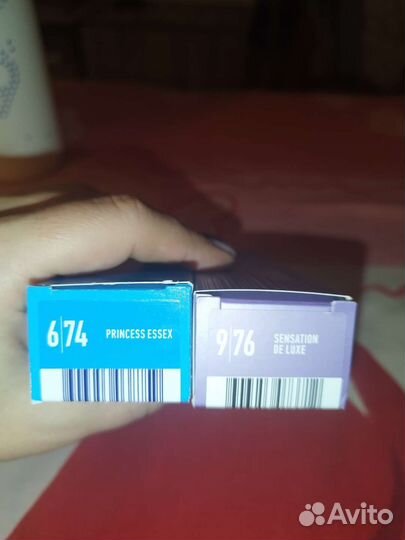 6|74 PRINCESS ESSEX
9|76 SENSATION
DE LUXE
Avito